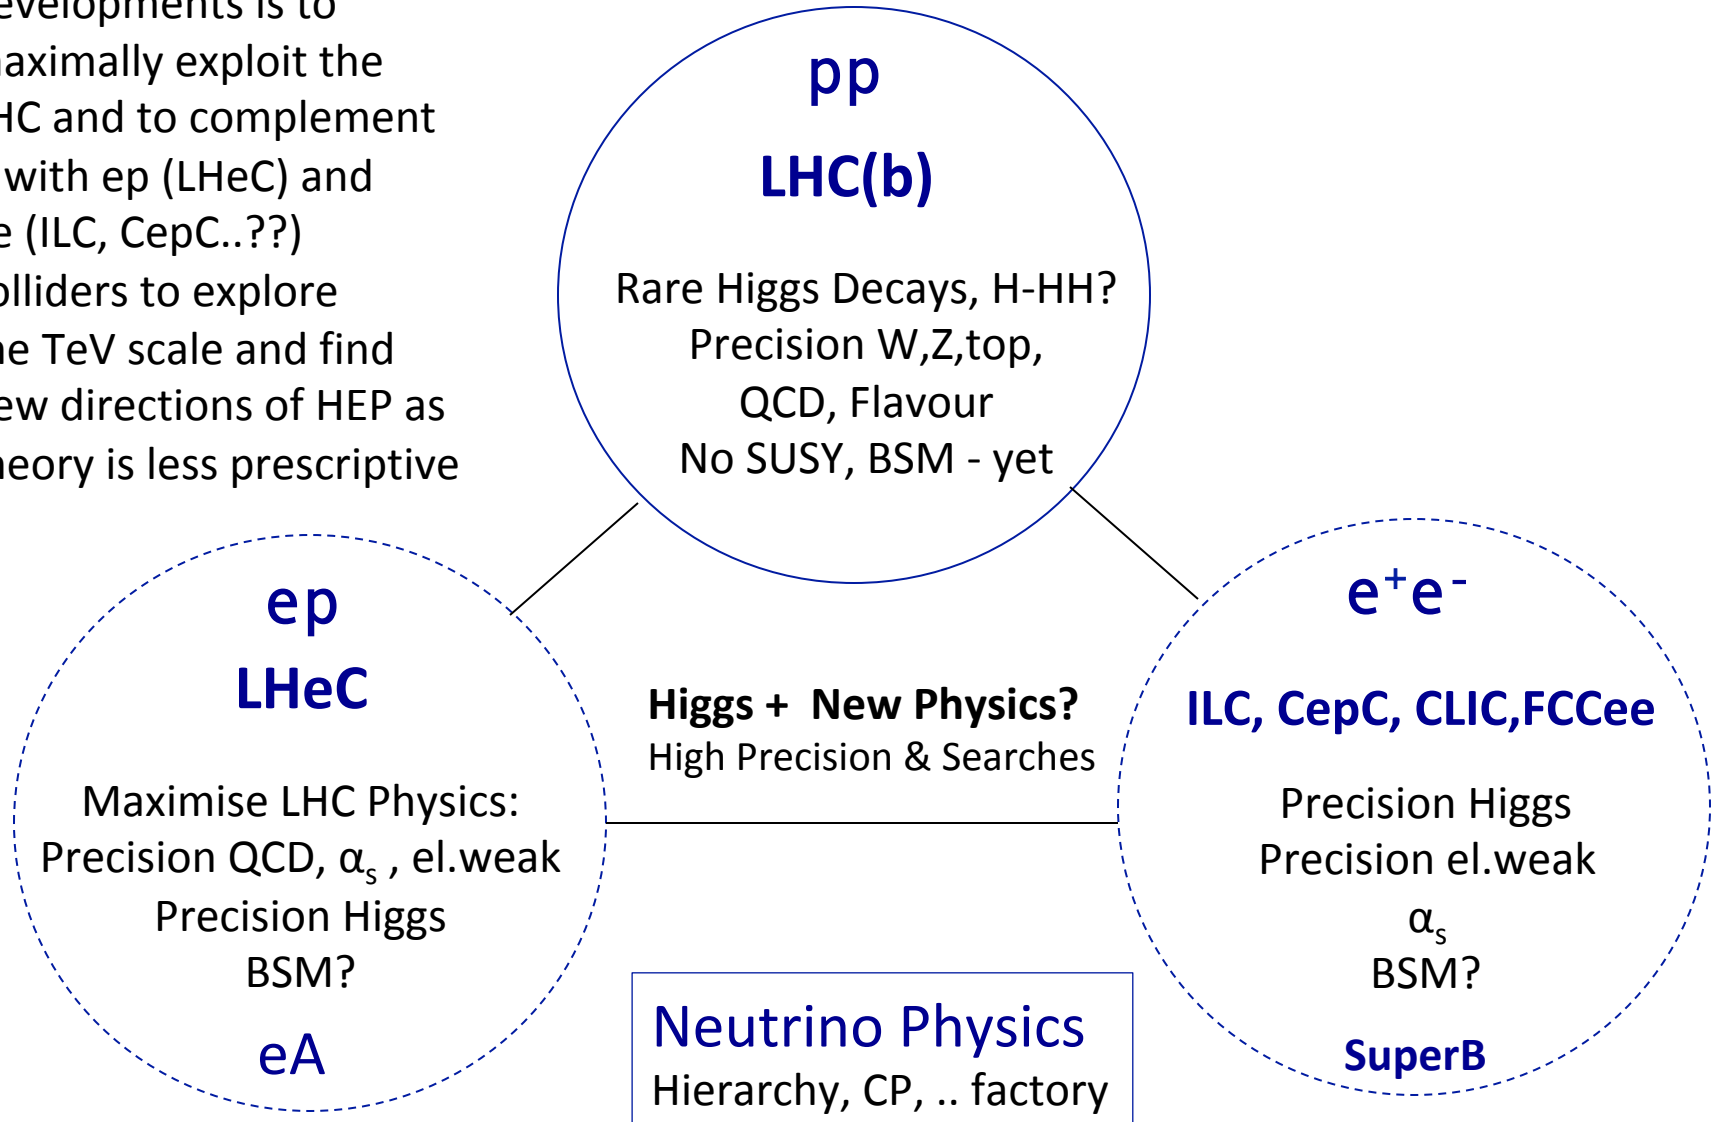 evelopments is to
aximally exploit the
HC and to complement
with ep (LHeC) and
e (ILC, CepC..??)
olliders to explore
he TeV scale and find
ew directions of HEP as
heory is less prescriptive
pp
LHC(b)
Rare Higgs Decays, H-HH?
Precision W,Z,top,
QCD, Flavour
No SUSY, BSM - yet
ep
LHeC
Maximise LHC Physics:
Precision QCD, αₛ , el.weak
Precision Higgs
BSM?
eA
Higgs + New Physics?
High Precision & Searches
e⁺e⁻
ILC, CepC, CLIC,FCCee
Precision Higgs
Precision el.weak
αₛ
BSM?
SuperB
Neutrino Physics
Hierarchy, CP, .. factory